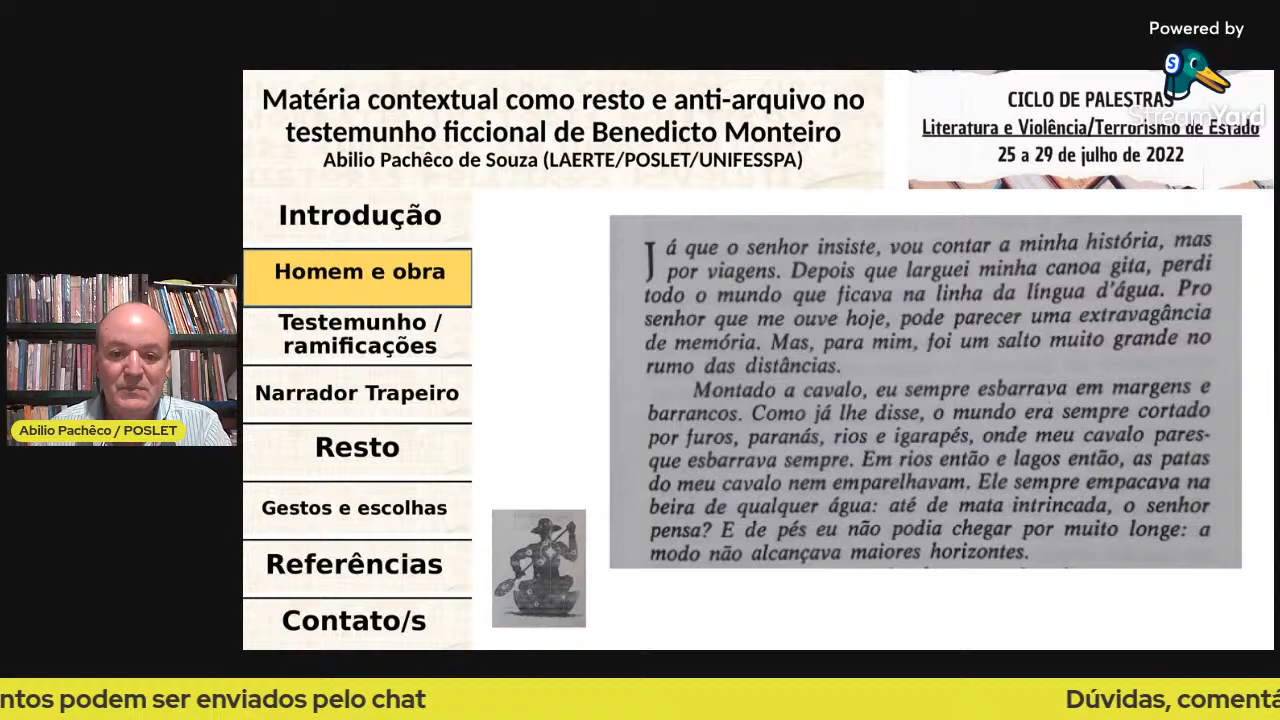 Powered by
StreamYard
Matéria contextual como resto e anti-arquivo no
testemunho ficcional de Benedicto Monteiro
Abilio Pachêco de Souza (LAERTE/POSLET/UNIFESSPA)
CICLO DE PALESTRAS
Literatura e Violência/Terrorismo de Estado
25 a 29 de julho de 2022
Introdução
Homem e obra
Testemunho /
ramificações
Narrador Trapeiro
Resto
Gestos e escolhas
Referências
Contato/s
Já que o senhor insiste, vou contar a minha história, mas
por viagens. Depois que larguei minha canoa gita, perdi
todo o mundo que ficava na linha da língua d'água. Pro
senhor que me ouve hoje, pode parecer uma extravagância
de memória. Mas, para mim, foi um salto muito grande no
rumo das distâncias.
Montado a cavalo, eu sempre esbarrava em margens e
barrancos. Como já lhe disse, o mundo era sempre cortado
por furos, paranás, rios e igarapés, onde meu cavalo pares-
que esbarrava sempre. Em rios então e lagos então, as patas
do meu cavalo nem emparelhavam. Ele sempre empacava na
beira de qualquer água: até de mata intrincada, o senhor
pensa? E de pés eu não podia chegar por muito longe: a
modo não alcançava maiores horizontes.
Abilio Pachêco / POSLET
ntos podem ser enviados pelo chat
Dúvidas, comentá